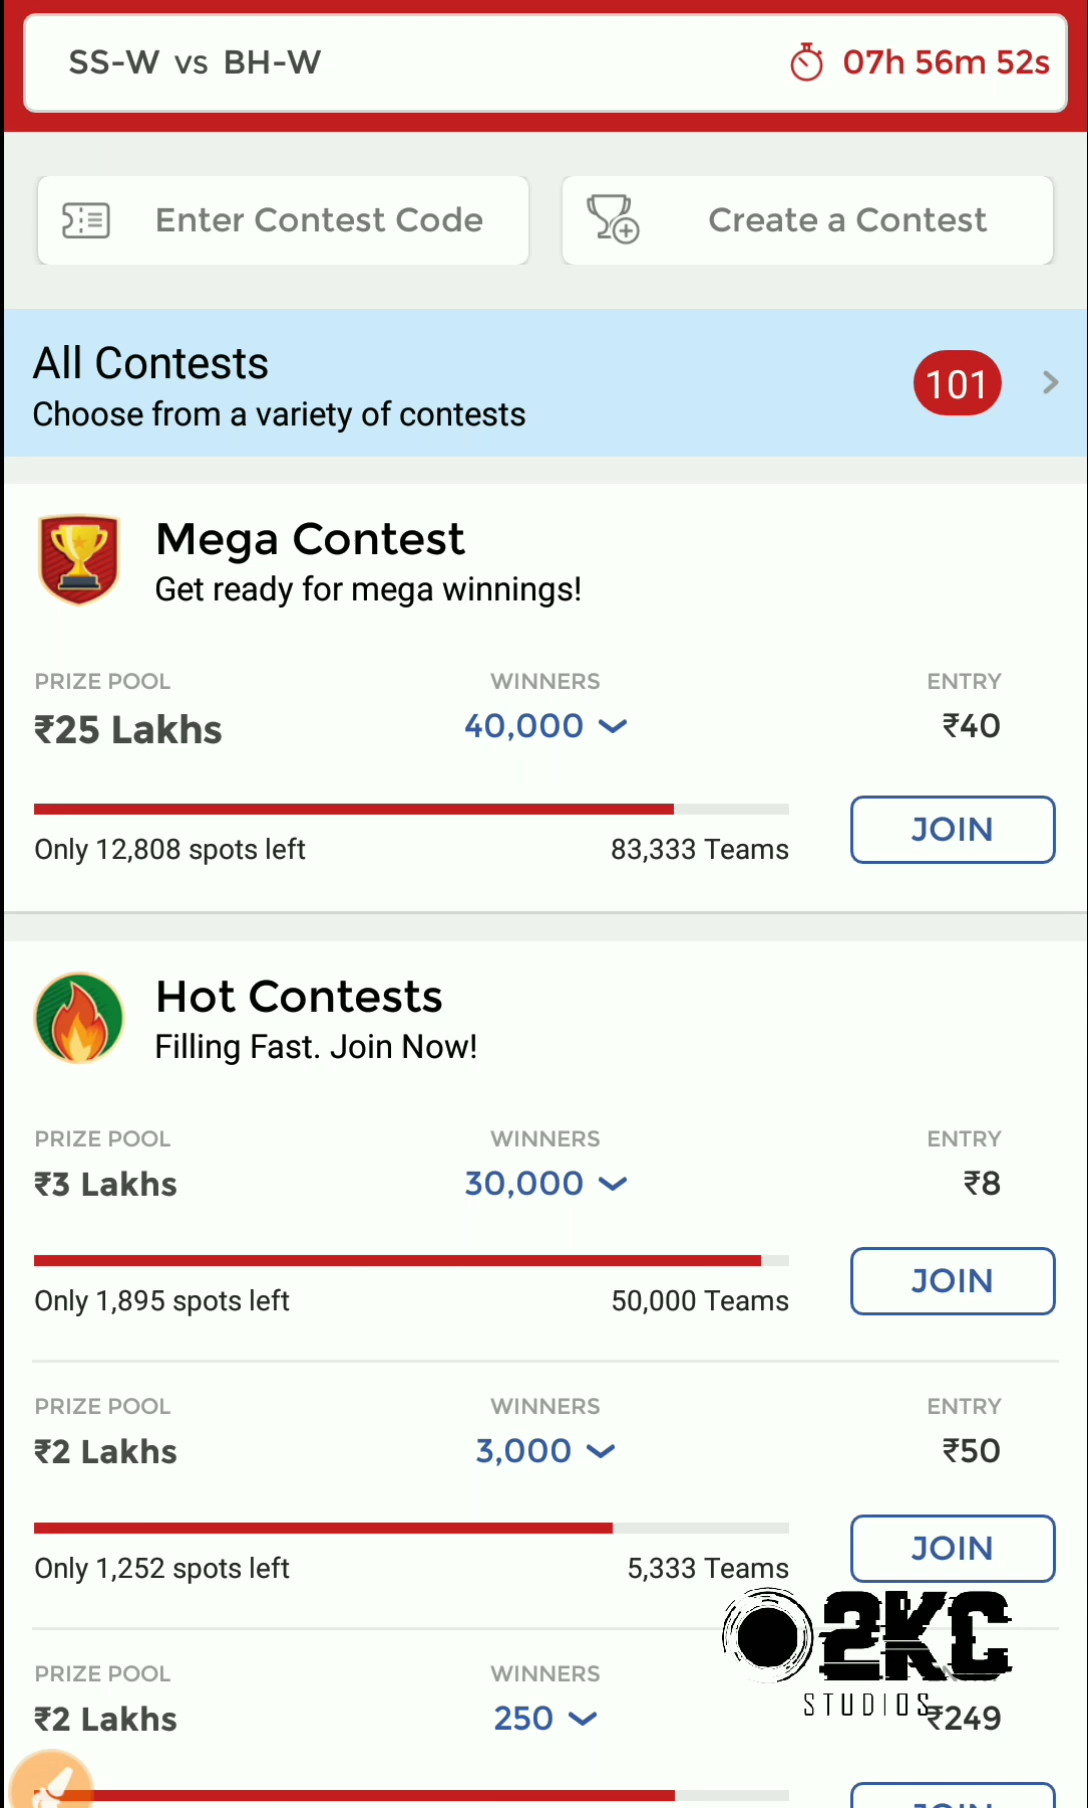 SS-W vs BH-W 07h 56m 52s
Enter Contest Code Create a Contest
All Contests
Choose from a variety of contests
101
Mega Contest
Get ready for mega winnings!
PRIZE POOL WINNERS ENTRY
₹25 Lakhs 40,000 ₹40
JOIN
Only 12,808 spots left 83,333 Teams
Hot Contests
Filling Fast. Join Now!
PRIZE POOL WINNERS ENTRY
₹3 Lakhs 30,000 ₹8
JOIN
Only 1,895 spots left 50,000 Teams
PRIZE POOL WINNERS ENTRY
₹2 Lakhs 3,000 ₹50
JOIN
Only 1,252 spots left 5,333 Teams
2KC
STUDIOS
PRIZE POOL WINNERS
₹2 Lakhs 250 ₹249
JOIN